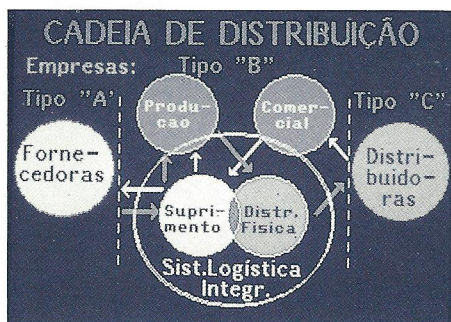 CADEIA DE DISTRIBUIÇÃO
Empresas: Tipo "B"
Tipo "A'
Tipo "C"
Produ-
cao
Comer-
cial
Forne-
cedoras
Distri-
buido-
ras
Supri-
mento
Distr.
Física
Sist.Logística
Integr.